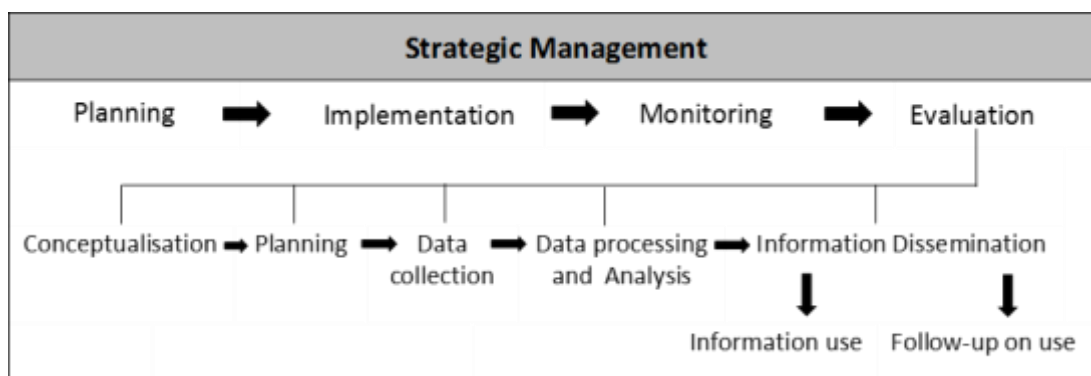 Strategic Management
Planning Implementation Monitoring Evaluation
Conceptualisation Planning Data Data processing Information Dissemination
collection and Analysis
Information use Follow-up on use